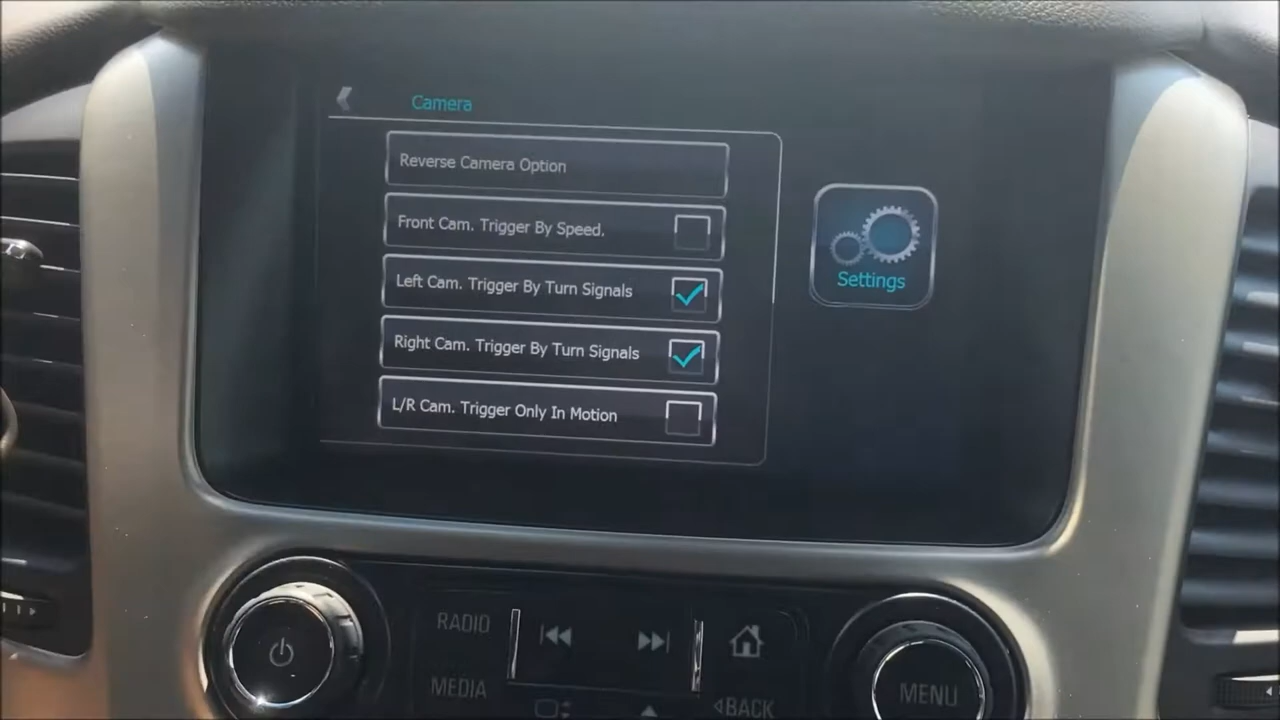 Camera
Reverse Camera Option
Front Cam. Trigger By Speed.
Left Cam. Trigger By Turn Signals
Right Cam. Trigger By Turn Signals
L/R Cam. Trigger Only In Motion
Settings
RADIO
MEDIA
BACK
MENU